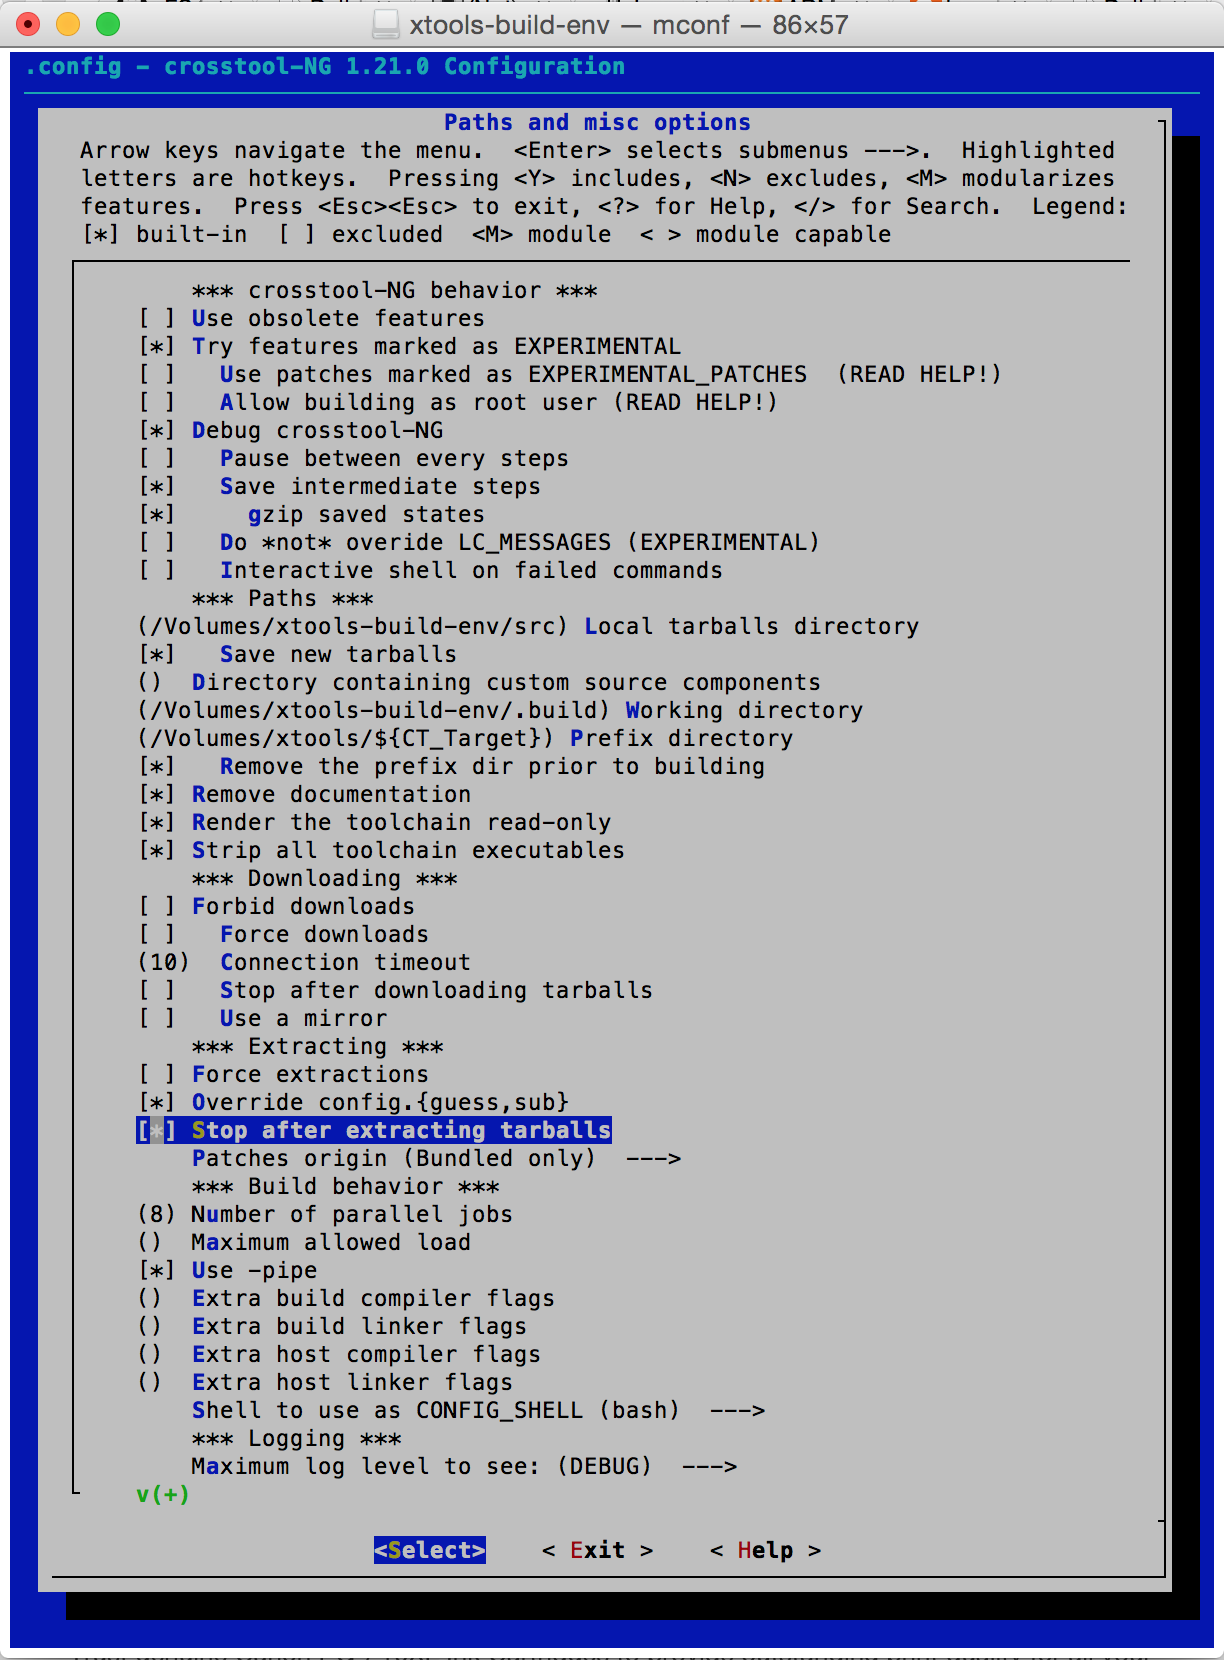 xtools-build-env — mconf — 86×57
.config - crosstool-NG 1.21.0 Configuration
Paths and misc options
Arrow keys navigate the menu.  <Enter> selects submenus --->.  Highlighted
letters are hotkeys.  Pressing <Y> includes, <N> excludes, <M> modularizes
features.  Press <Esc><Esc> to exit, <?> for Help, </> for Search.  Legend:
[*] built-in  [ ] excluded  <M> module  < > module capable
*** crosstool-NG behavior ***
[ ] Use obsolete features
[*] Try features marked as EXPERIMENTAL
[ ]   Use patches marked as EXPERIMENTAL_PATCHES  (READ HELP!)
[ ]   Allow building as root user (READ HELP!)
[*] Debug crosstool-NG
[ ]   Pause between every steps
[*]   Save intermediate steps
[*]     gzip saved states
[ ]   Do *not* overide LC_MESSAGES (EXPERIMENTAL)
[ ]   Interactive shell on failed commands
*** Paths ***
(/Volumes/xtools-build-env/src) Local tarballs directory
[*]   Save new tarballs
()  Directory containing custom source components
(/Volumes/xtools-build-env/.build) Working directory
(/Volumes/xtools/${CT_Target}) Prefix directory
[*]   Remove the prefix dir prior to building
[*] Remove documentation
[*] Render the toolchain read-only
[*] Strip all toolchain executables
*** Downloading ***
[ ] Forbid downloads
[ ]   Force downloads
(10)  Connection timeout
[ ]   Stop after downloading tarballs
[ ]   Use a mirror
*** Extracting ***
[ ] Force extractions
[*] Override config.{guess,sub}
[*] Stop after extracting tarballs
Patches origin (Bundled only)  --->
*** Build behavior ***
(8) Number of parallel jobs
()  Maximum allowed load
[*] Use -pipe
()  Extra build compiler flags
()  Extra build linker flags
()  Extra host compiler flags
()  Extra host linker flags
Shell to use as CONFIG_SHELL (bash)  --->
*** Logging ***
Maximum log level to see: (DEBUG)  --->
v(+)
<Select>    < Exit >    < Help >